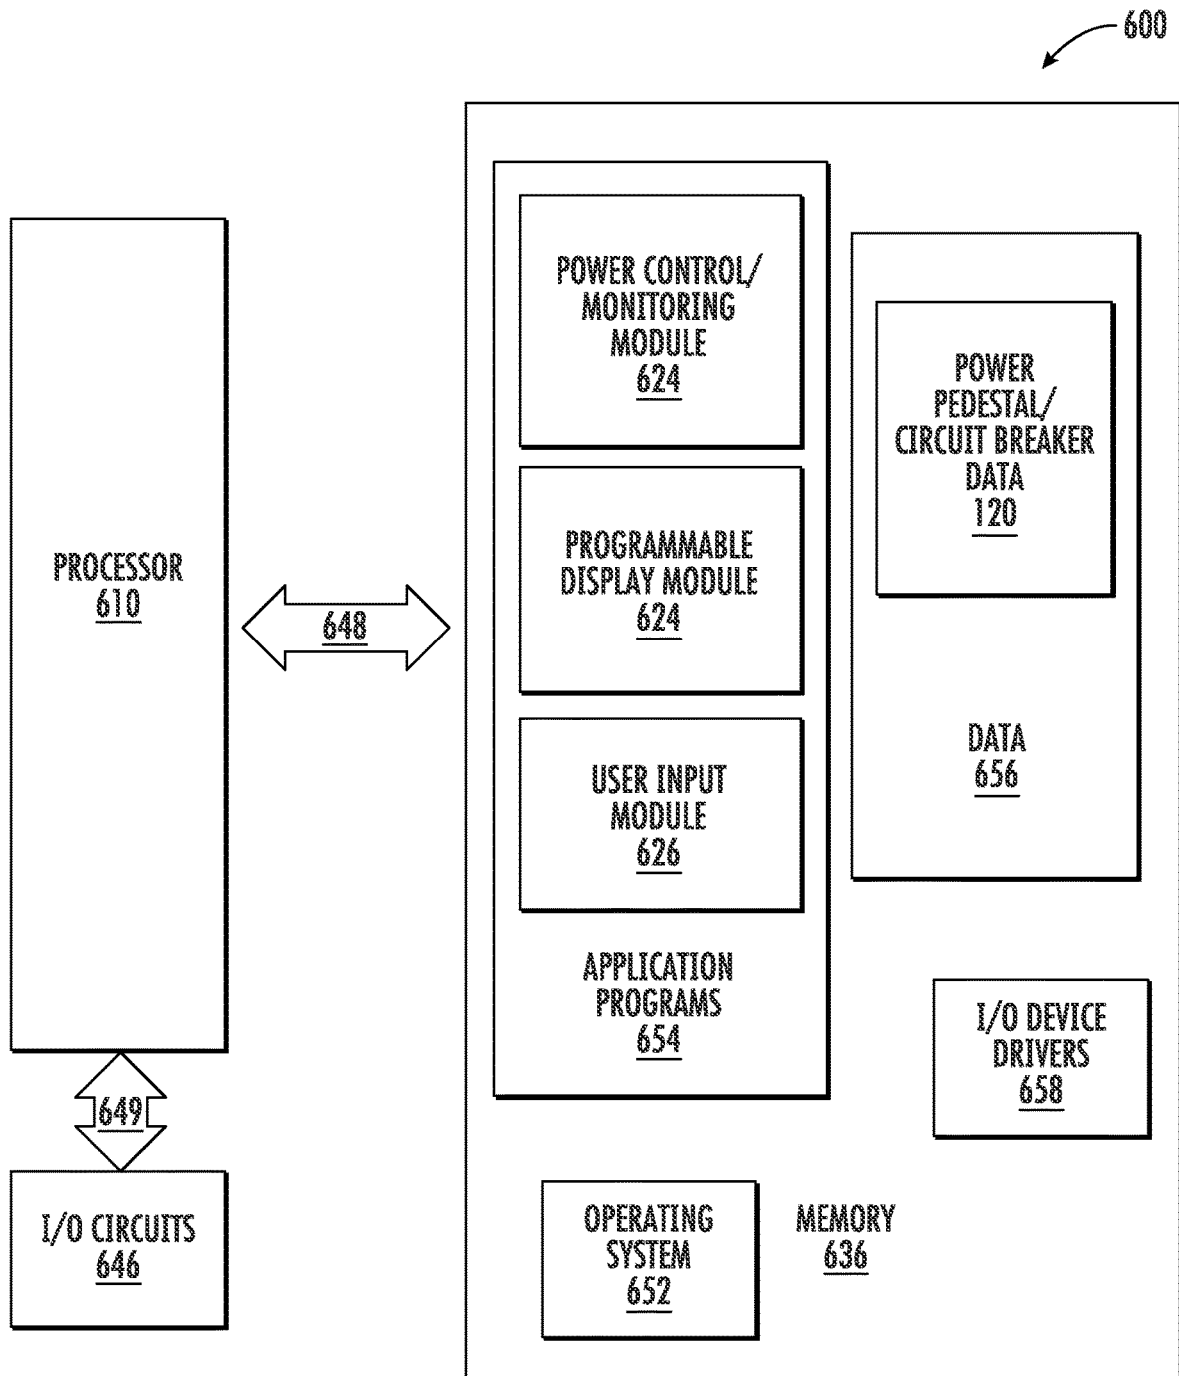 600
POWER CONTROL/
MONITORING
MODULE
624
POWER
PEDESTAL/
CIRCUIT BREAKER
DATA
120
PROCESSOR
610
648
PROGRAMMABLE
DISPLAY MODULE
624
DATA
656
USER INPUT
MODULE
626
APPLICATION
PROGRAMS
654
I/O DEVICE
DRIVERS
658
649
I/O CIRCUITS
646
OPERATING
SYSTEM
652
MEMORY
636